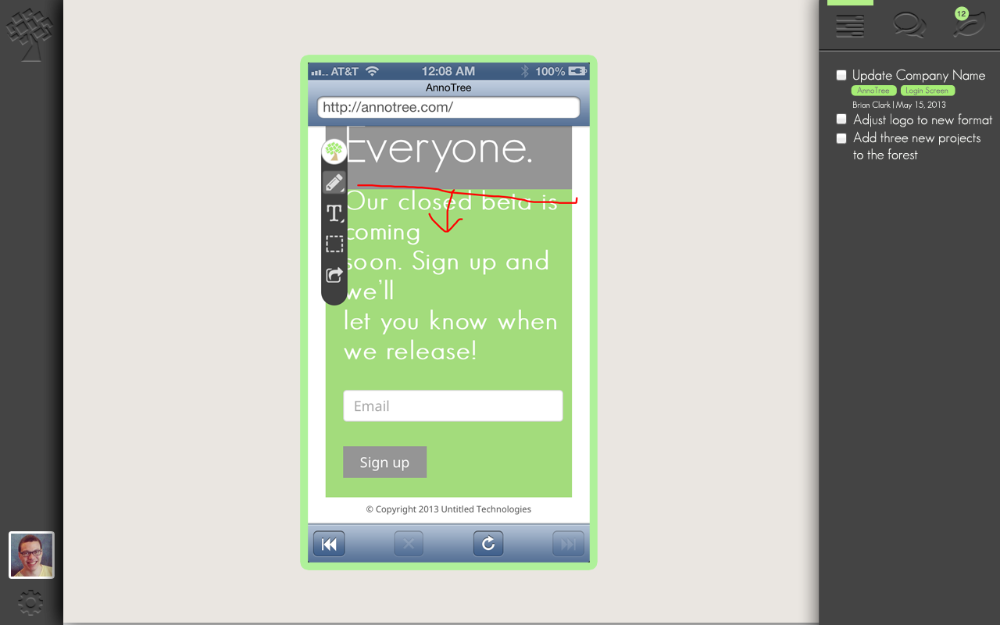 AT&T
12:08 AM
100%
AnnoTree
http://annotree.com/
Everyone.
T
Our closed beta is
coming
soon. Sign up and
we'll
let you know when
we release!
Email
Sign up
© Copyright 2013 Untitled Technologies
12
Update Company Name
AnnoTree Login Screen
Brian Clark | May 15, 2013
Adjust logo to new format
Add three new projects
to the forest